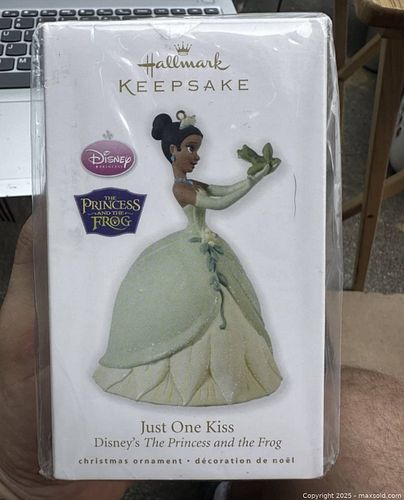 Hallmark
KEEPSAKE
Disney
PRINCESS
THE
PRINCESS
AND THE
FROG
Just One Kiss
Disney's The Princess and the Frog
christmas ornament • décoration de noël
Copyright 2025 - maxsold.com